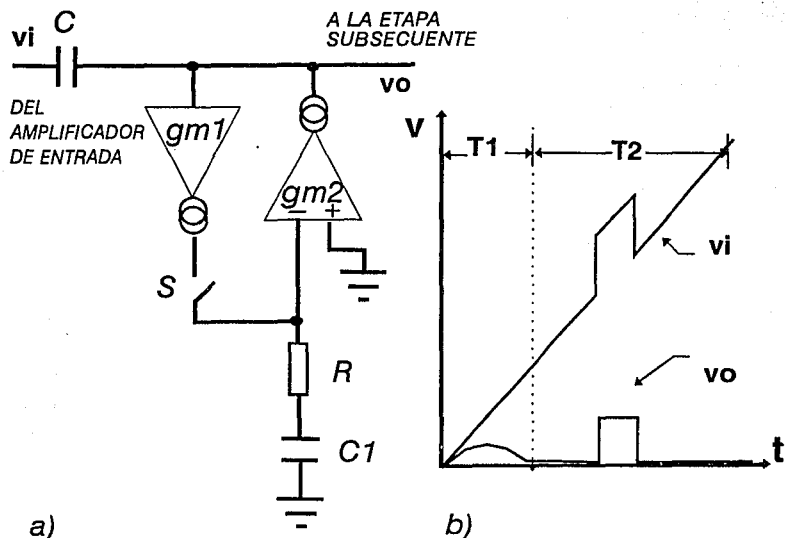 vi
C
A LA ETAPA
SUBSECUENTE
vo
DEL
AMPLIFICADOR
DE ENTRADA
gm1
gm2
- +
S
R
C1
a)
V
T1
T2
vi
vo
t
b)